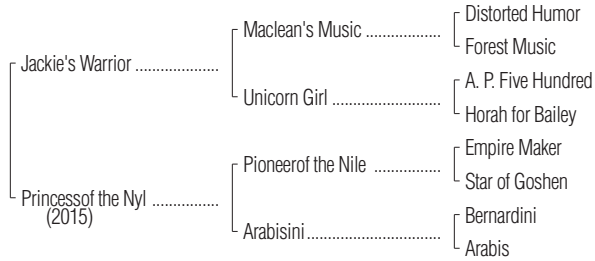 Distorted Humor
Maclean's Music ..................
Forest Music
Jackie's Warrior ....................
A. P. Five Hundred
Unicorn Girl ..........................
Horah for Bailey
Empire Maker
Pioneerof the Nile ................
Star of Goshen
Princessof the Nyl ...................
(2015)
Bernardini
Arabisini................................
Arabis